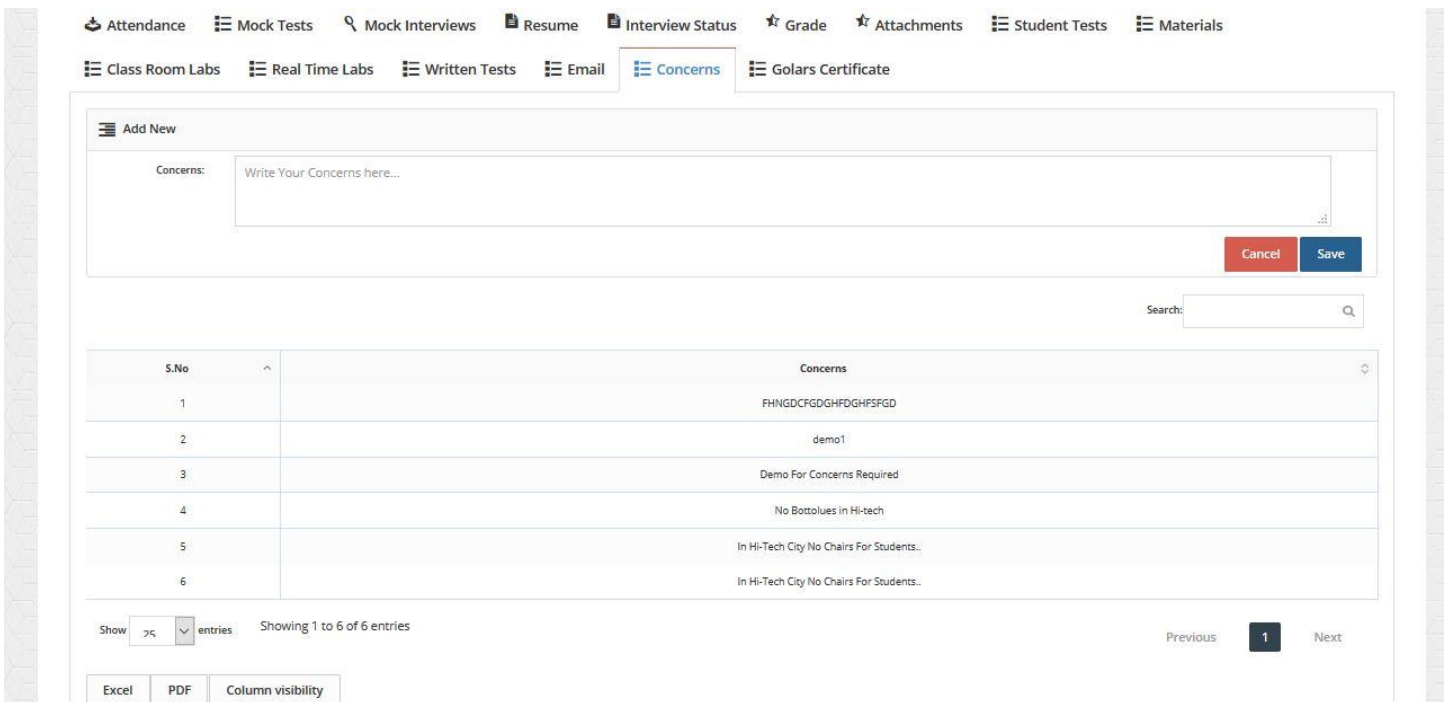 Attendance Mock Tests Mock Interviews Resume Interview Status Grade Attachments Student Tests Materials
Class Room Labs Real Time Labs Written Tests Email Concerns Golars Certificate
Add New
Concerns: Write Your Concerns here...
Cancel Save
Search:
S.No Concerns
1 FHNGDCFGDGHFDGHFSFGD
2 demo1
3 Demo For Concerns Required
4 No Bottolues in Hi-tech
5 In Hi-Tech City No Chairs For Students..
6 In Hi-Tech City No Chairs For Students..
Show 25 entries Showing 1 to 6 of 6 entries
Previous 1 Next
Excel PDF Column visibility